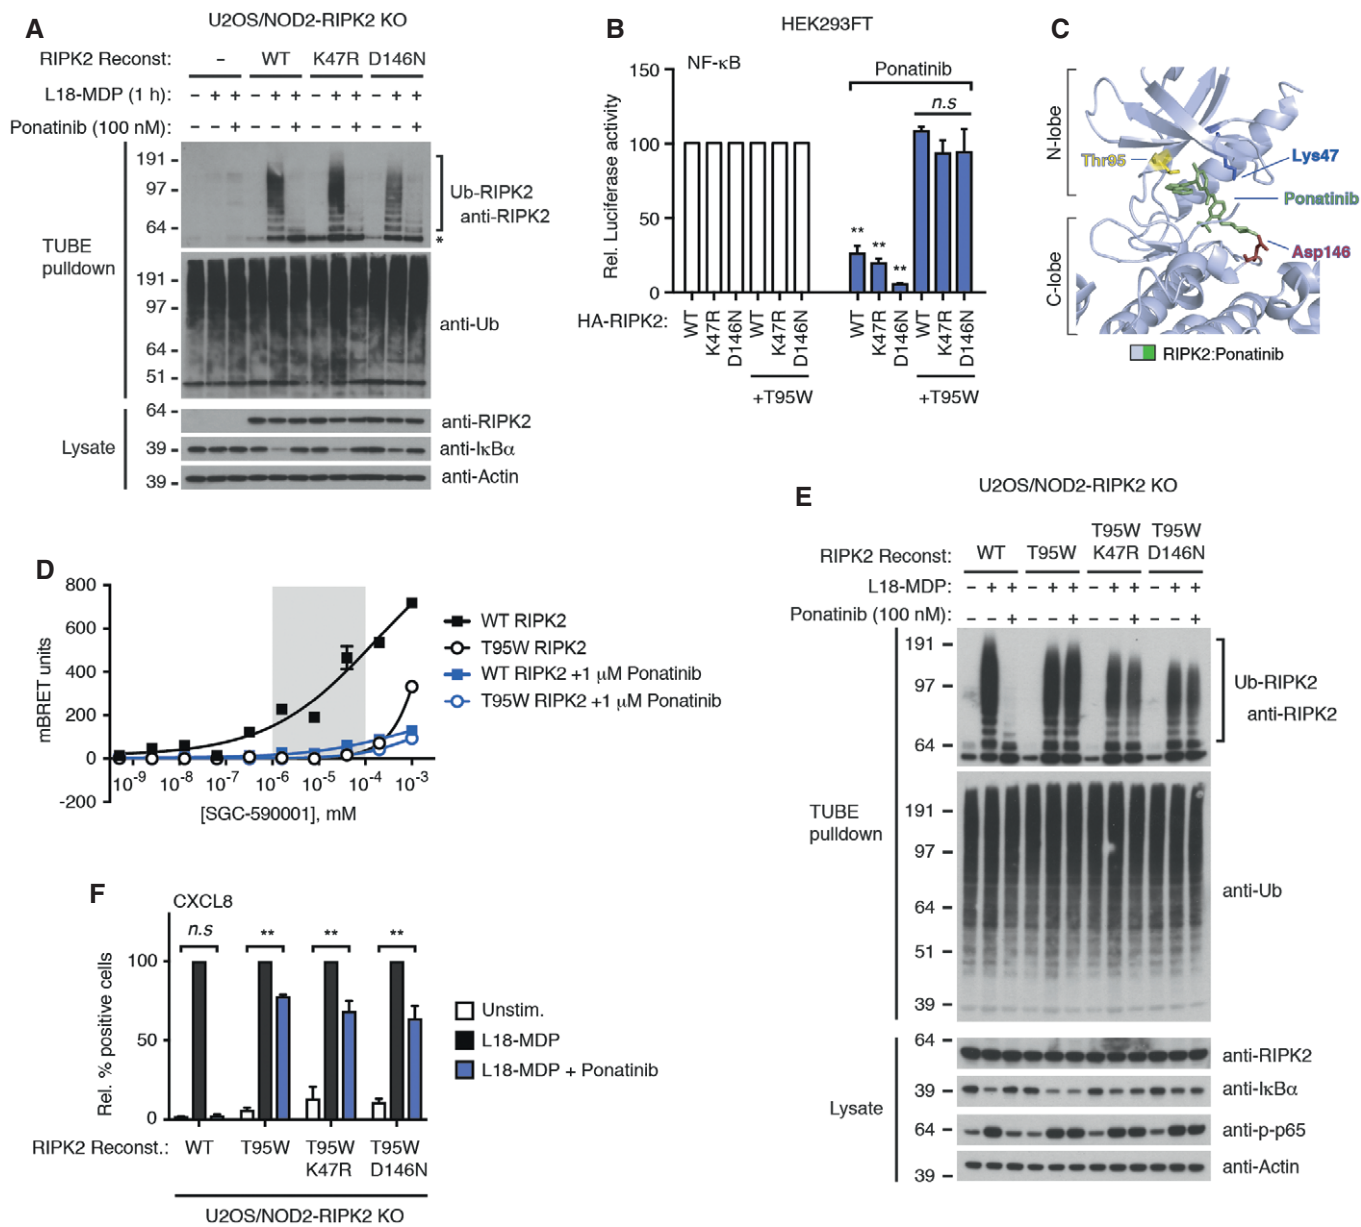 A
U2OS/NOD2-RIPK2 KO
RIPK2 Reconst: – WT K47R D146N
L18-MDP (1 h): – + + – + + – + + – + +
Ponatinib (100 nM): – – + – – + – – + – – +
191
97
64
Ub-RIPK2
anti-RIPK2
*
TUBE
pulldown
191
97
64
51
anti-Ub
Lysate
64
anti-RIPK2
39
anti-IκBα
39
anti-Actin
B
HEK293FT
NF-κB
Ponatinib
n.s
Rel. Luciferase activity
150
100
50
0
** ** **
HA-RIPK2: WT K47R D146N WT K47R D146N WT K47R D146N WT K47R D146N
+T95W +T95W
C
N-lobe
C-lobe
Thr95
Lys47
Ponatinib
Asp146
RIPK2:Ponatinib
D
mBRET units
800
600
400
200
0
-200
10-9 10-8 10-7 10-6 10-5 10-4 10-3
[SGC-590001], mM
WT RIPK2
T95W RIPK2
WT RIPK2 +1 μM Ponatinib
T95W RIPK2 +1 μM Ponatinib
E
U2OS/NOD2-RIPK2 KO
RIPK2 Reconst: WT T95W T95W K47R T95W D146N
L18-MDP: – + + – + + – + + – + +
Ponatinib (100 nM): – – + – – + – – + – – +
191
97
64
Ub-RIPK2
anti-RIPK2
TUBE
pulldown
191
97
64
51
39
anti-Ub
Lysate
64
anti-RIPK2
39
anti-IκBα
64
anti-p-p65
39
anti-Actin
F
CXCL8
n.s ** ** **
Rel. % positive cells
100
50
0
Unstim.
L18-MDP
L18-MDP + Ponatinib
RIPK2 Reconst.: WT T95W T95W T95W
K47R D146N
U2OS/NOD2-RIPK2 KO